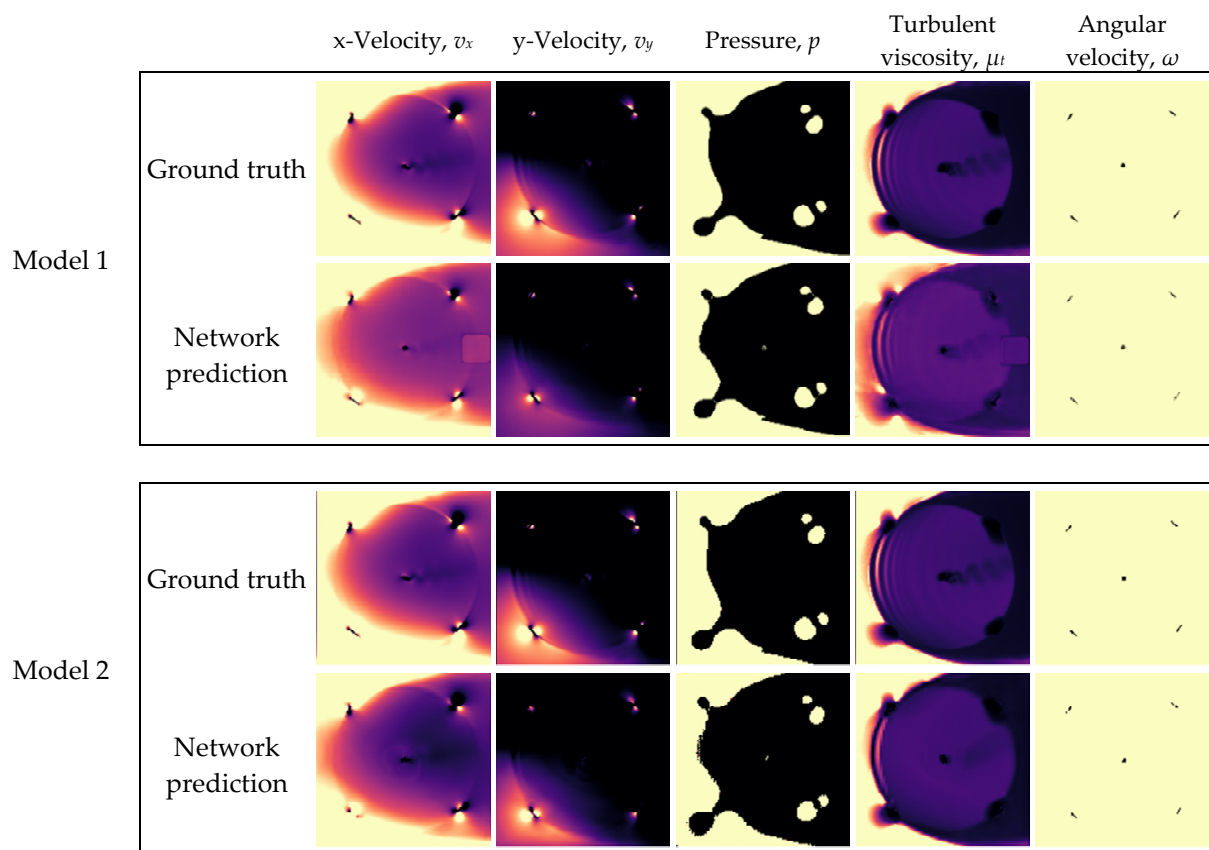 x-Velocity, vx
y-Velocity, vy
Pressure, p
Turbulent
viscosity, μt
Angular
velocity, ω
Model 1
Ground truth
Network
prediction
Model 2
Ground truth
Network
prediction